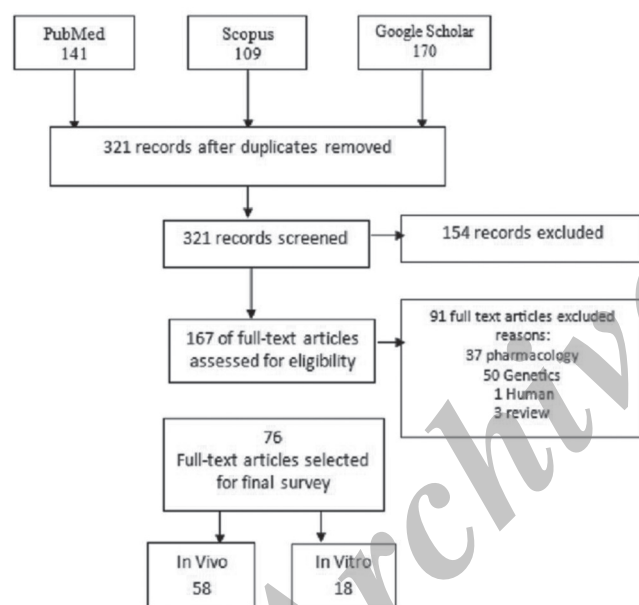 PubMed
141
Scopus
109
Google Scholar
170
321 records after duplicates removed
321 records screened
154 records excluded
167 of full-text articles
assessed for eligibility
91 full text articles excluded
reasons:
37 pharmacology
50 Genetics
1 Human
3 review
76
Full-text articles selected
for final survey
In Vivo
58
In Vitro
18
Archive